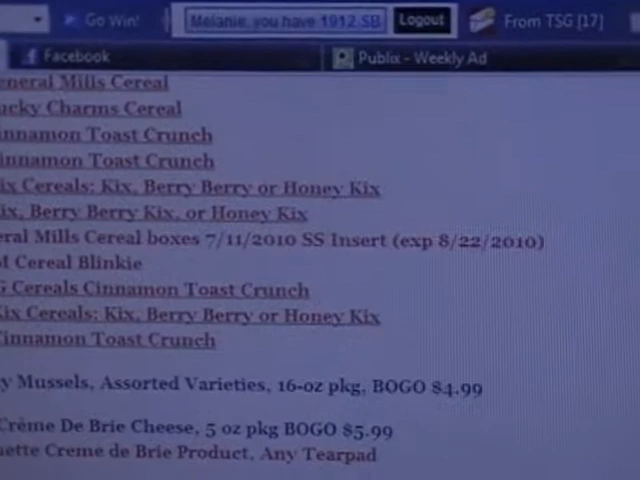 Go Win! Melanie, you have 1912 SB Logout From TSG [17]
Facebook Publix - Weekly Ad
eneral Mills Cereal
ucky Charms Cereal
innamon Toast Crunch
innamon Toast Crunch
ix Cereals: Kix, Berry Berry or Honey Kix
ix, Berry Berry Kix, or Honey Kix
eral Mills Cereal boxes 7/11/2010 SS Insert (exp 8/22/2010)
Cereal Blinkie
G Cereals Cinnamon Toast Crunch
Kix Cereals: Kix, Berry Berry or Honey Kix
Cinnamon Toast Crunch
y Mussels, Assorted Varieties, 16-oz pkg, BOGO $4.99
Crème De Brie Cheese, 5 oz pkg BOGO $5.99
ette Creme de Brie Product, Any Tearpad